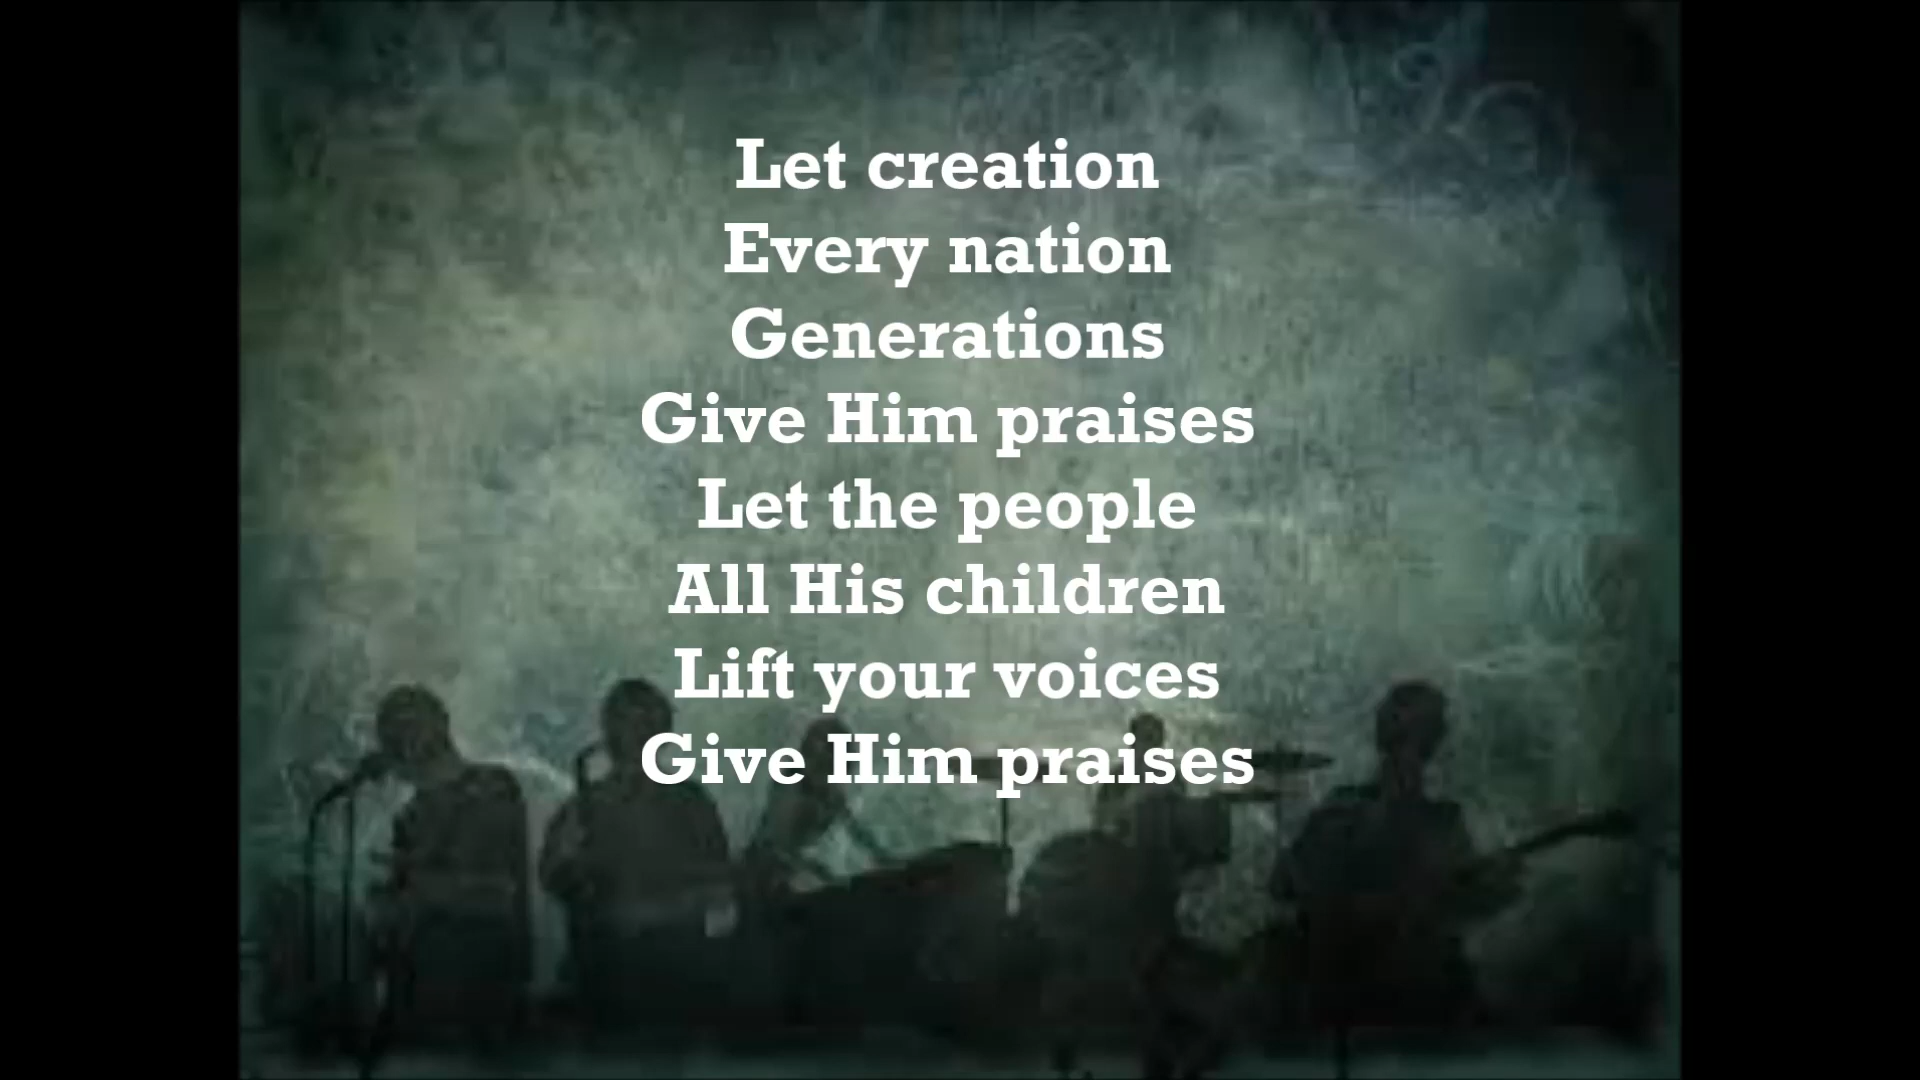 Let creation
Every nation
Generations
Give Him praises
Let the people
All His children
Lift your voices
Give Him praises